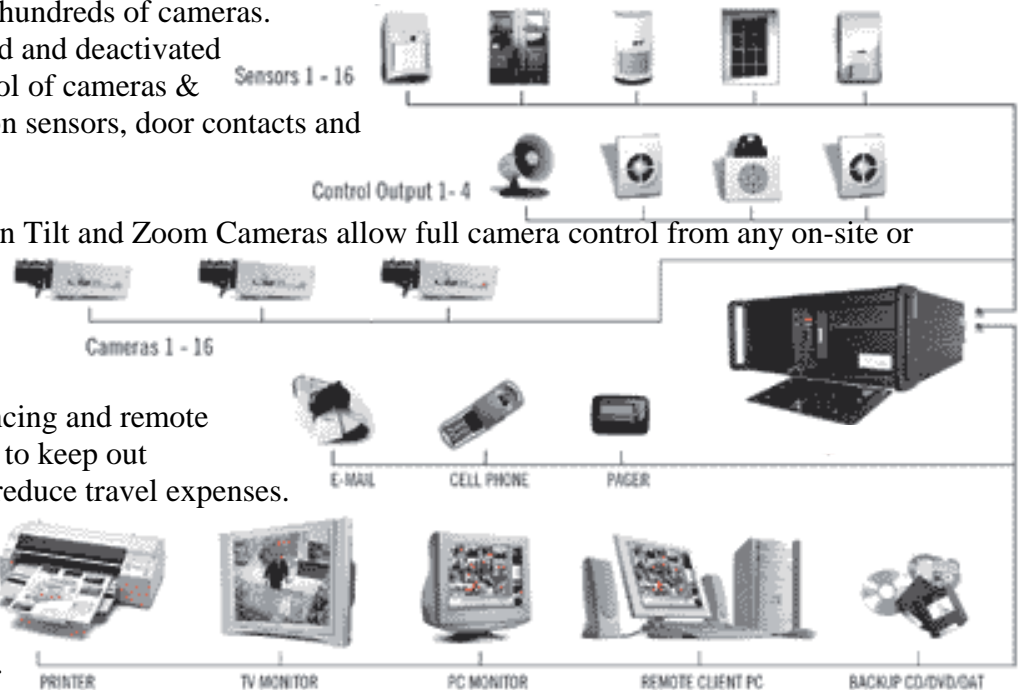 hundreds of cameras.
d and deactivated
ol of cameras &
Sensors 1 - 16
on sensors, door contacts and
Control Output 1- 4
n Tilt and Zoom Cameras allow full camera control from any on-site or
Cameras 1 - 16
ncing and remote
to keep out
reduce travel expenses.
E-MAIL CELL PHONE PAGER
PRINTER TV MONITOR PC MONITOR REMOTE CLIENT PC BACKUP CD/DVD/DAT